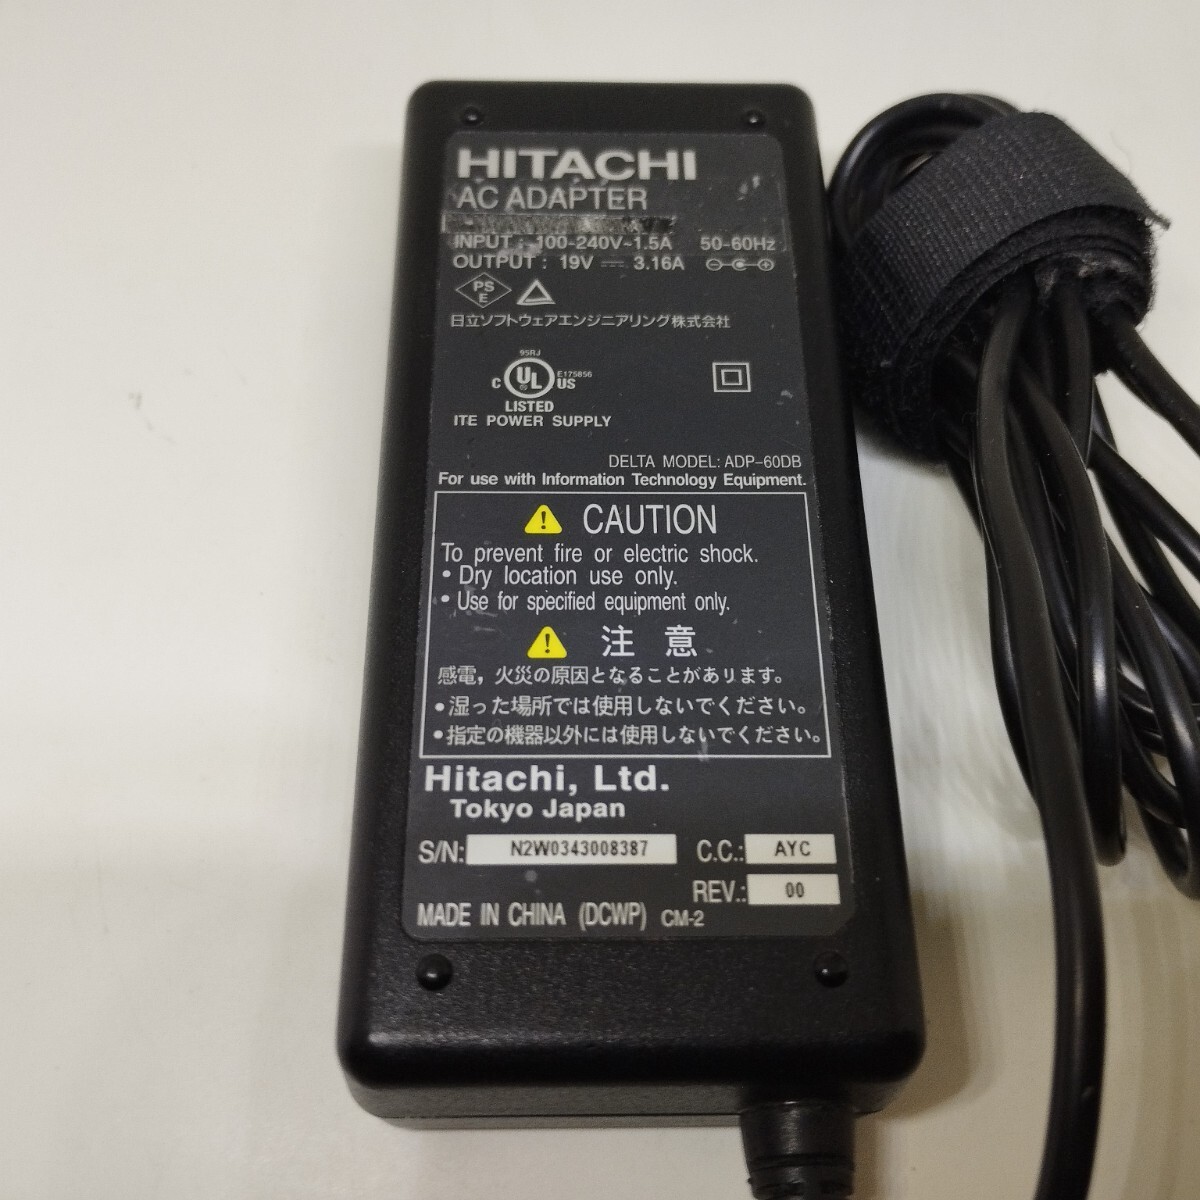 HITACHI
AC ADAPTER
INPUT : 100-240V~1.5A 50-60Hz
OUTPUT : 19V 3.16A
PS
E
日立ソフトウェアエンジニアリング株式会社
95RJ
C UL US E175856
LISTED
ITE POWER SUPPLY
DELTA MODEL: ADP-60DB
For use with Information Technology Equipment.
CAUTION
To prevent fire or electric shock.
• Dry location use only.
• Use for specified equipment only.
注 意
感電，火災の原因となることがあります。
•湿った場所では使用しないでください。
•指定の機器以外には使用しないでください。
Hitachi, Ltd.
Tokyo Japan
S/N: N2W0343008387 C.C.: AYC
REV.: 00
MADE IN CHINA (DCWP) CM-2